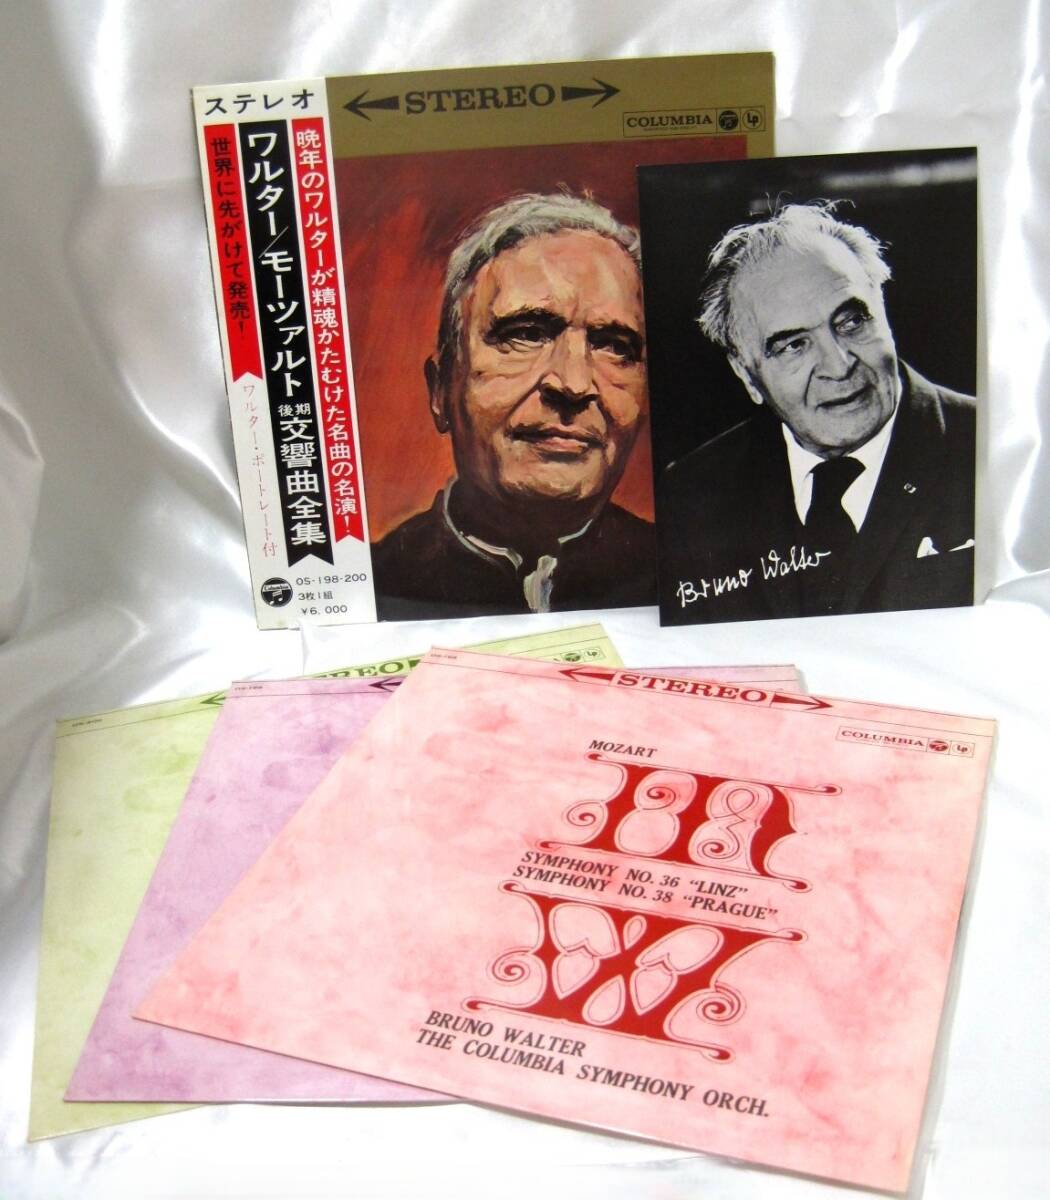 ステレオ
STEREO
COLUMBIA
LP
晩年のワルターが精魂かたむけた名曲の名演!
ワルター/モーツァルト 後期 交響曲全集
世界に先がけて発売!
ワルター・ポートレート付
Columbia
OS-198-200
3枚1組
¥6,000
Bruno Walter
STEREO
LP
STEREO
COLUMBIA
LP
MOZART
M
SYMPHONY NO. 36 "LINZ"
SYMPHONY NO. 38 "PRAGUE"
W
BRUNO WALTER
THE COLUMBIA SYMPHONY ORCH.